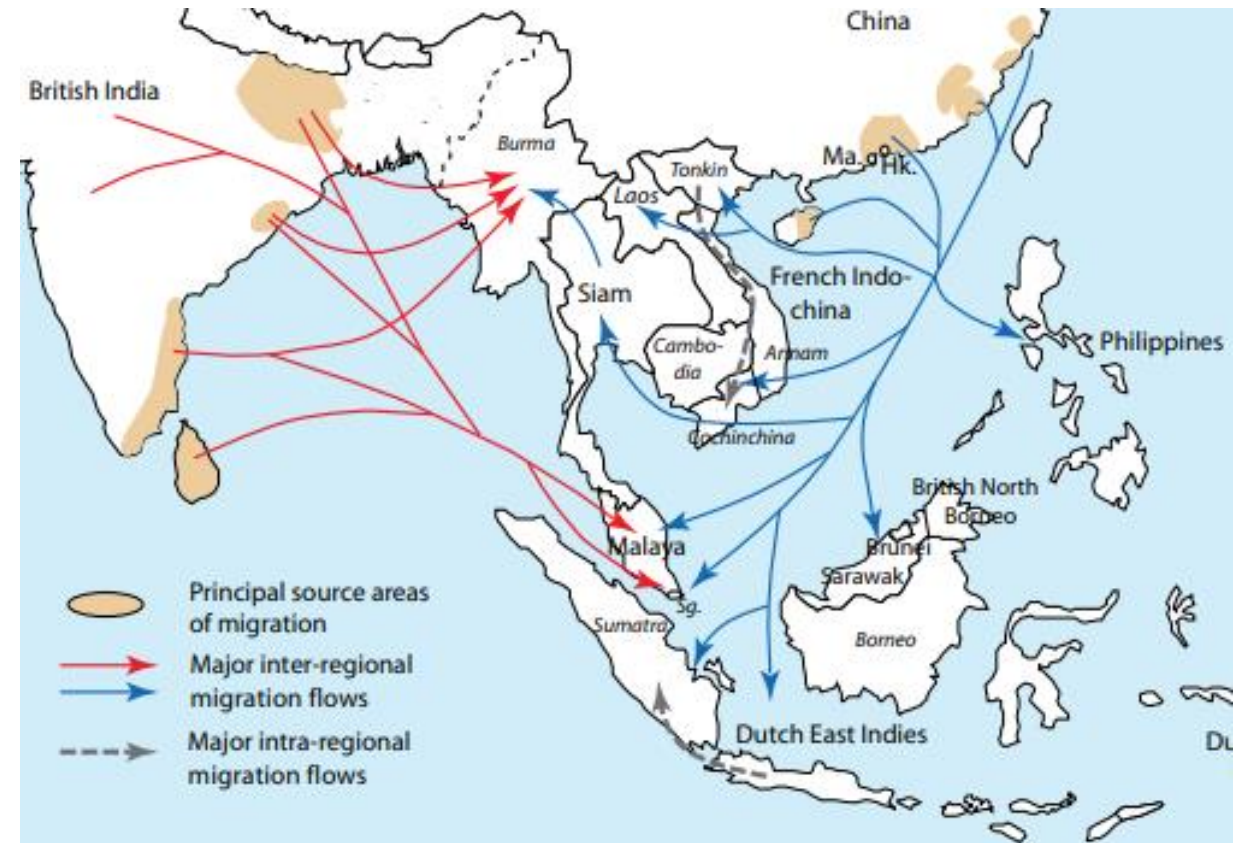 China
British India
Burma
Ma.
Hk.
Tonkin
Laos
French Indo-
china
Siam
Cambo-
dia
Annam
Philippines
Cochinchina
British North
Borneo
Brunei
Malaya
Sarawak
Sg.
Sumatra
Borneo
Dutch East Indies
Du
Principal source areas
of migration
Major inter-regional
migration flows
Major intra-regional
migration flows